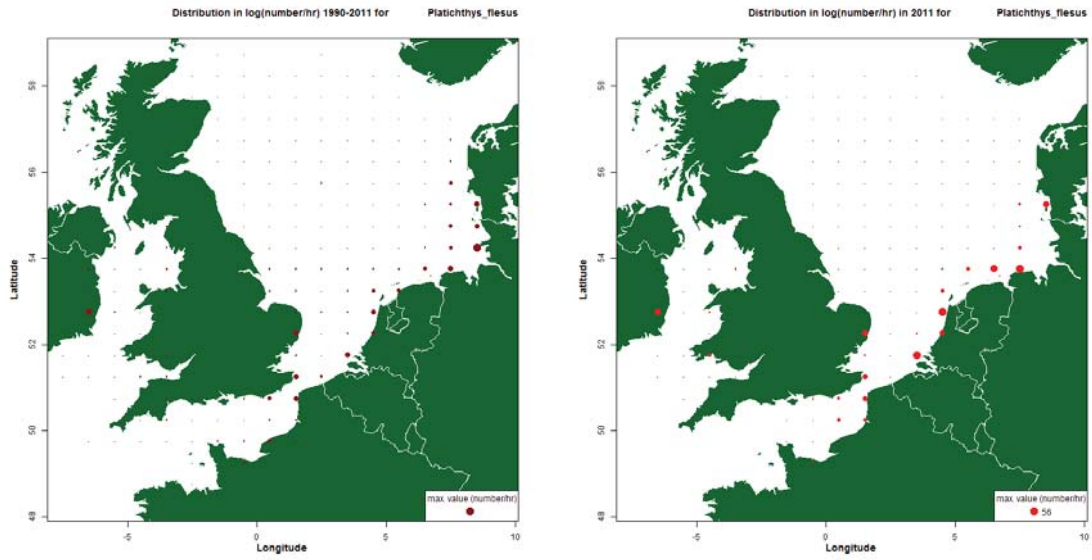 Distribution in log(number/hr) 1990-2011 for Platichthys_flesus
Latitude
58
56
54
52
50
48
-5
0
5
10
Longitude
max. value (number/hr)
Distribution in log(number/hr) in 2011 for Platichthys_flesus
Latitude
58
56
54
52
50
48
-5
0
5
10
Longitude
max. value (number/hr)
56